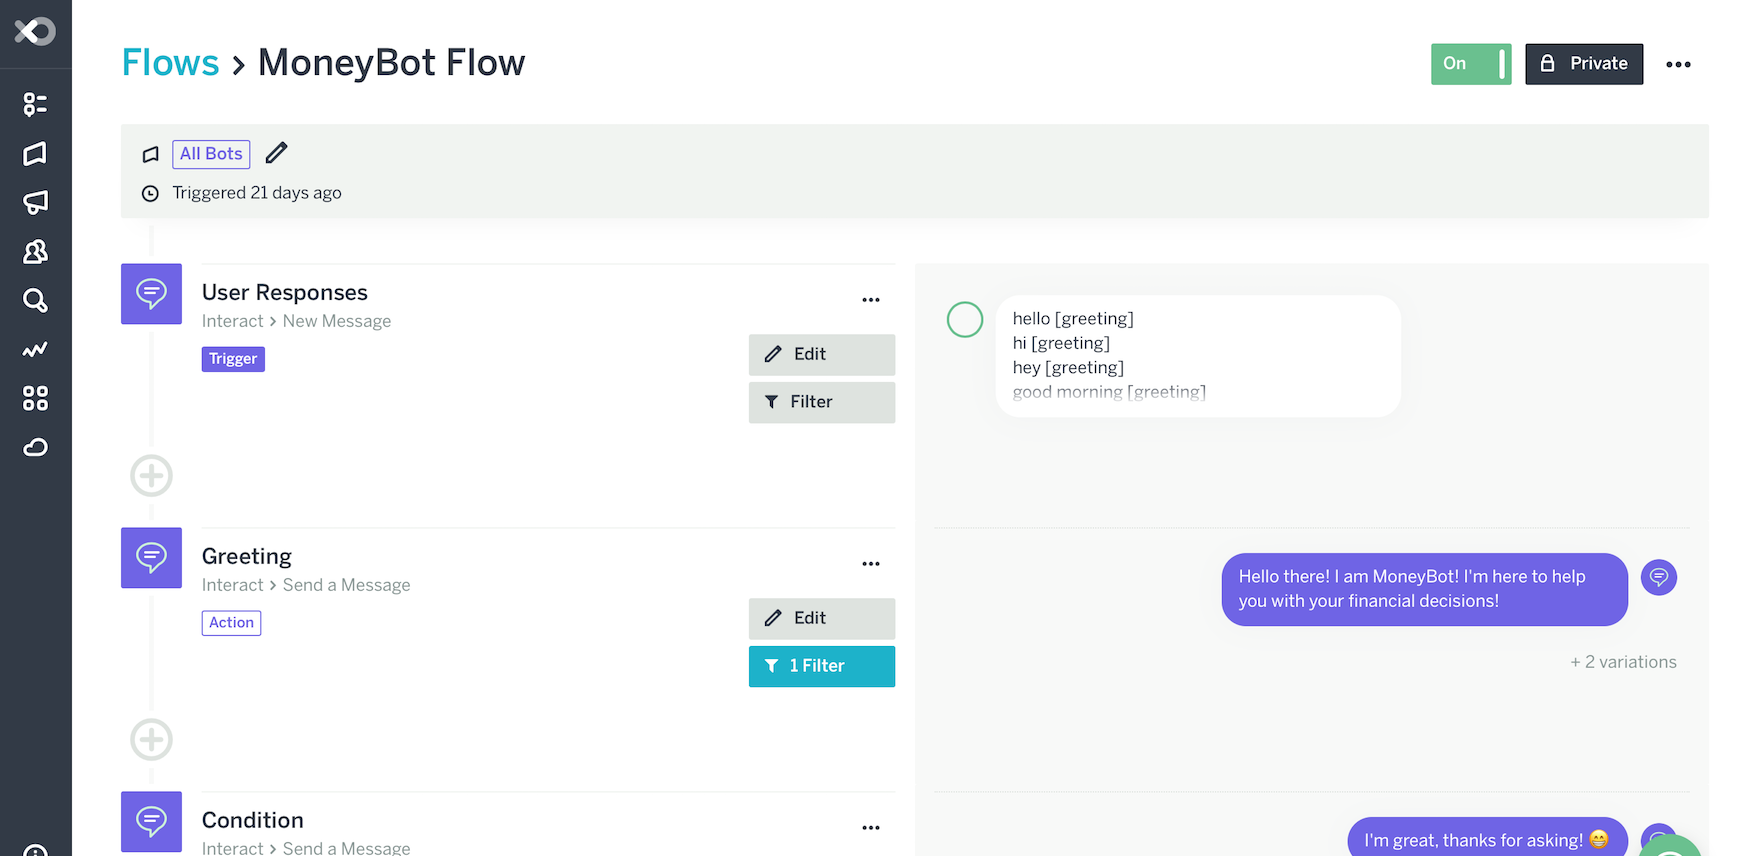 Flows > MoneyBot Flow
On
Private
All Bots
Triggered 21 days ago
User Responses
Interact > New Message
Trigger
Edit
Filter
hello [greeting]
hi [greeting]
hey [greeting]
good morning [greeting]
Greeting
Interact > Send a Message
Action
Edit
1 Filter
Hello there! I am MoneyBot! I'm here to help
you with your financial decisions!
+ 2 variations
Condition
Interact > Send a Message
I'm great, thanks for asking! 😁